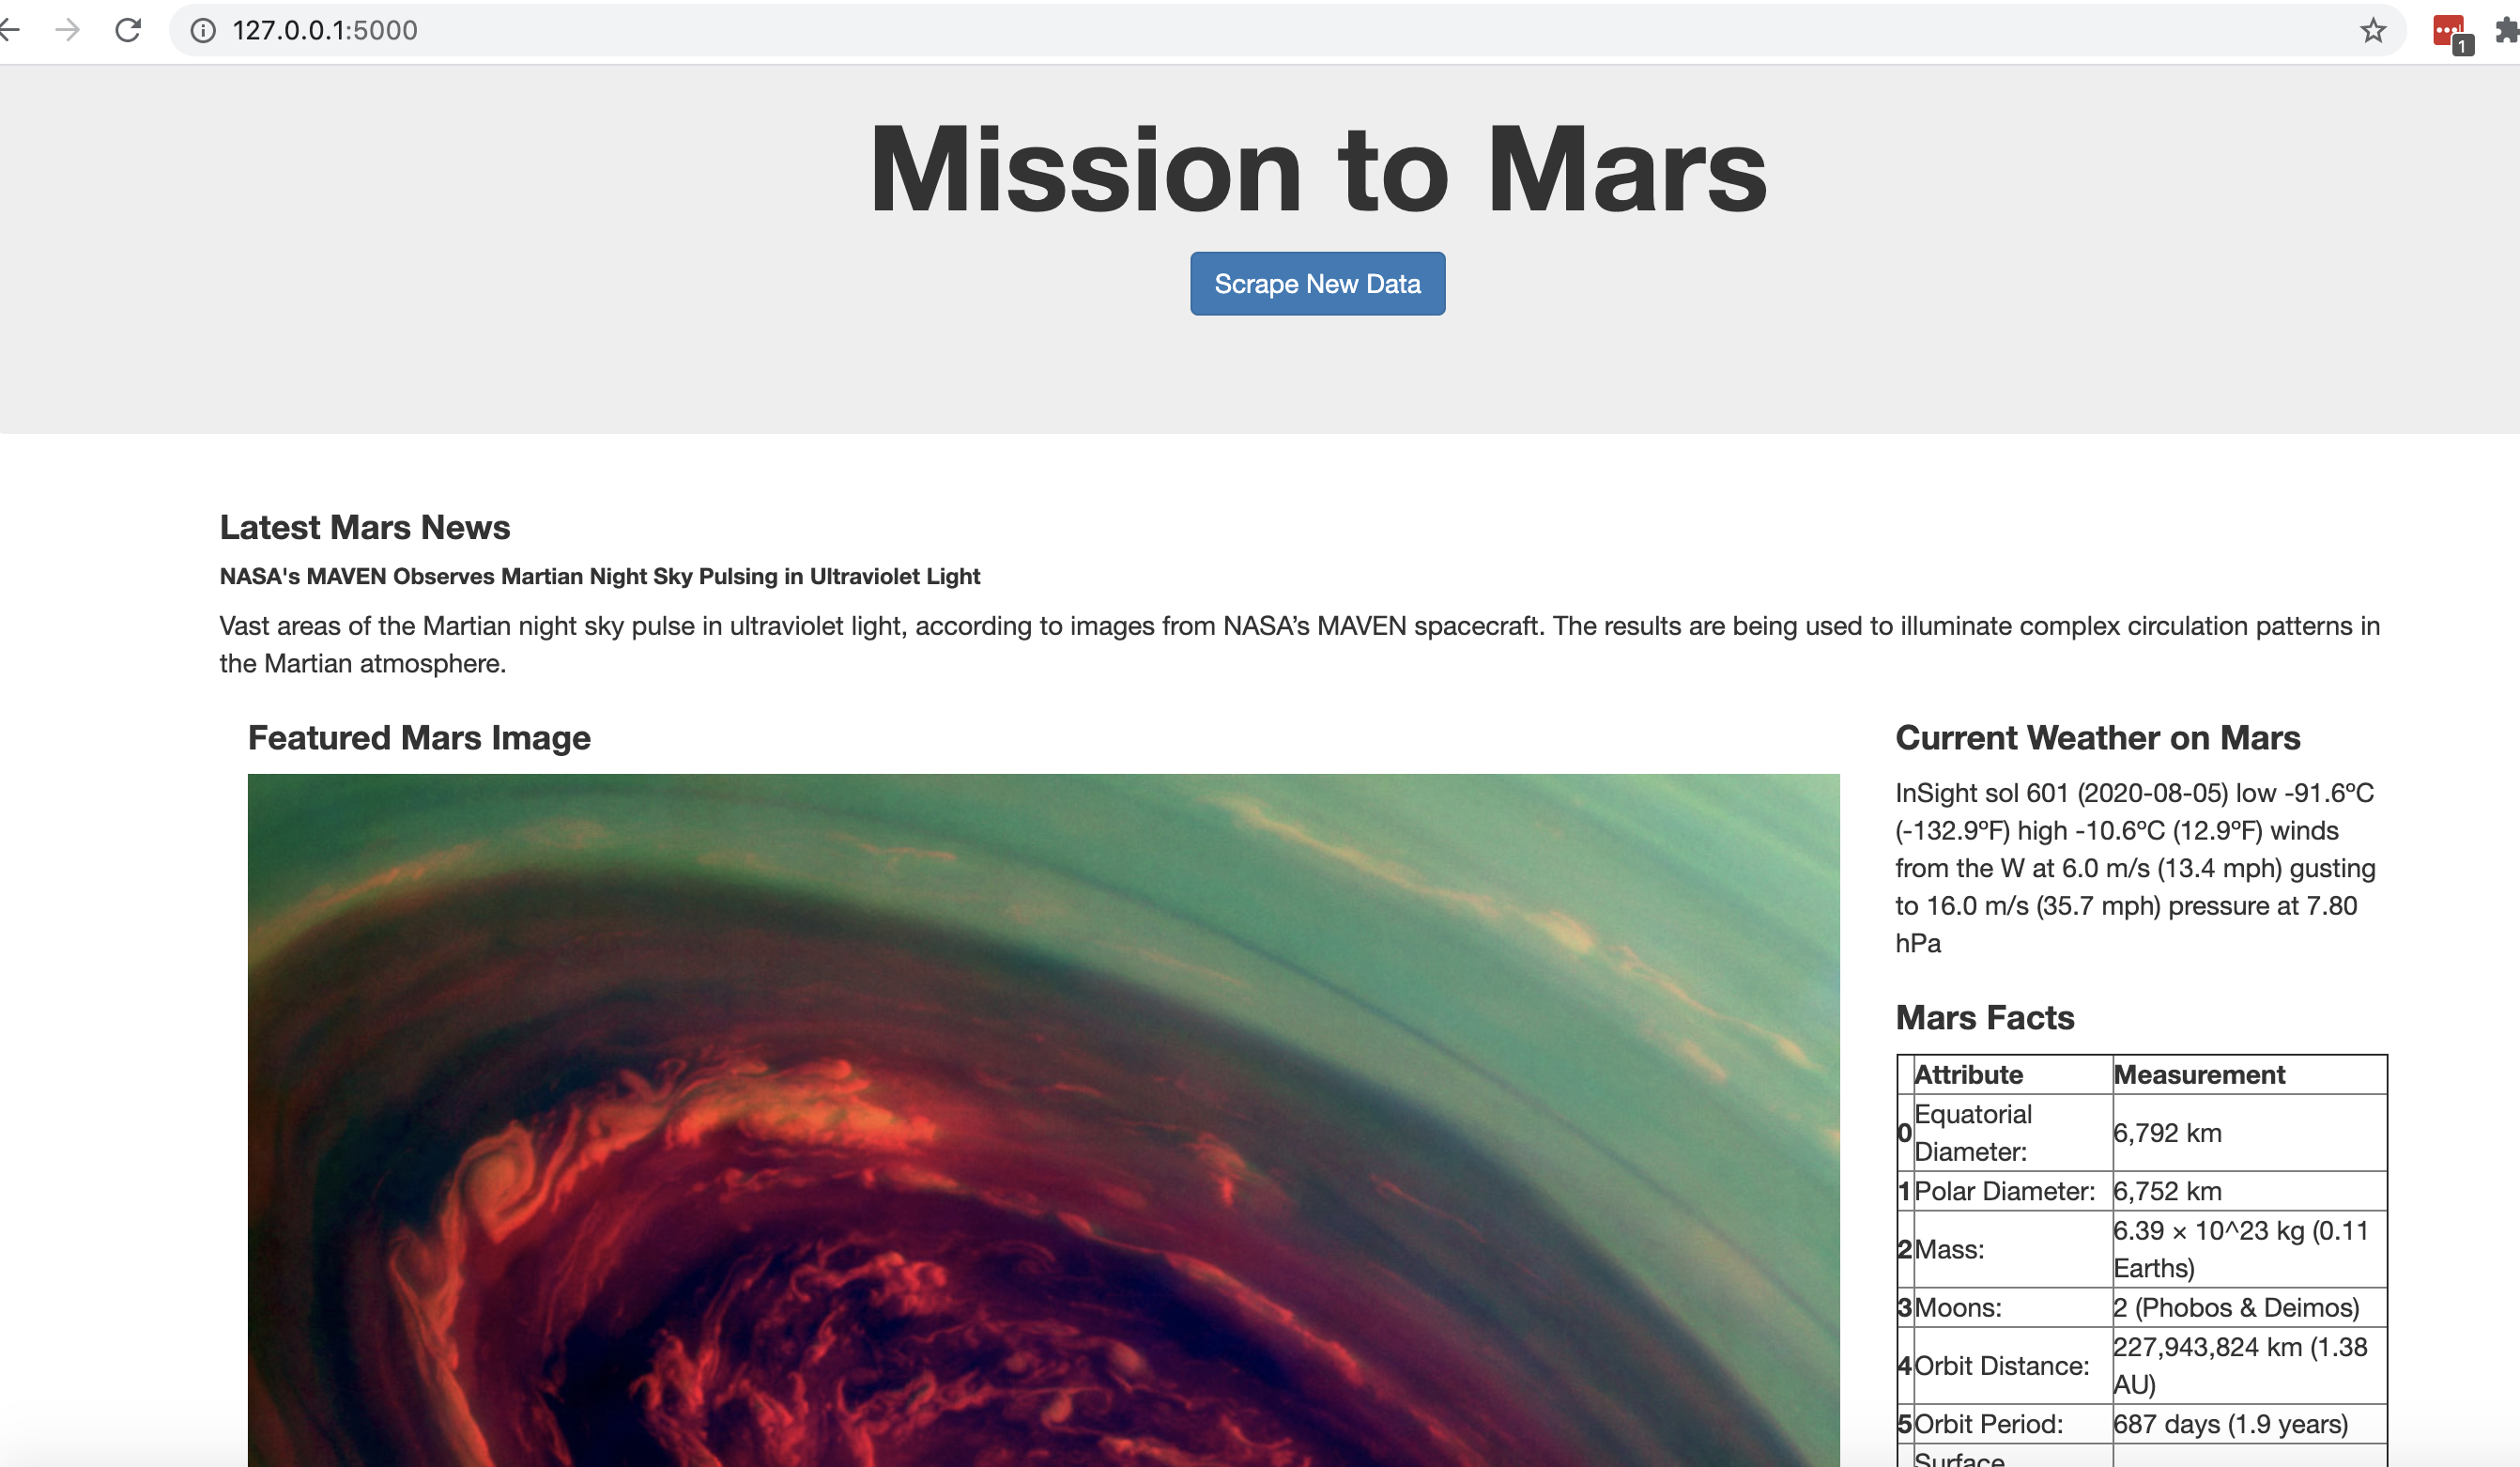 127.0.0.1:5000
1
Mission to Mars
Scrape New Data
Latest Mars News
NASA's MAVEN Observes Martian Night Sky Pulsing in Ultraviolet Light
Vast areas of the Martian night sky pulse in ultraviolet light, according to images from NASA’s MAVEN spacecraft. The results are being used to illuminate complex circulation patterns in
the Martian atmosphere.
Featured Mars Image
Current Weather on Mars
InSight sol 601 (2020-08-05) low -91.6ºC
(-132.9ºF) high -10.6ºC (12.9ºF) winds
from the W at 6.0 m/s (13.4 mph) gusting
to 16.0 m/s (35.7 mph) pressure at 7.80
hPa
Mars Facts
Attribute Measurement
0 Equatorial Diameter: 6,792 km
1 Polar Diameter: 6,752 km
2 Mass: 6.39 × 10^23 kg (0.11 Earths)
3 Moons: 2 (Phobos & Deimos)
4 Orbit Distance: 227,943,824 km (1.38 AU)
5 Orbit Period: 687 days (1.9 years)
Surface